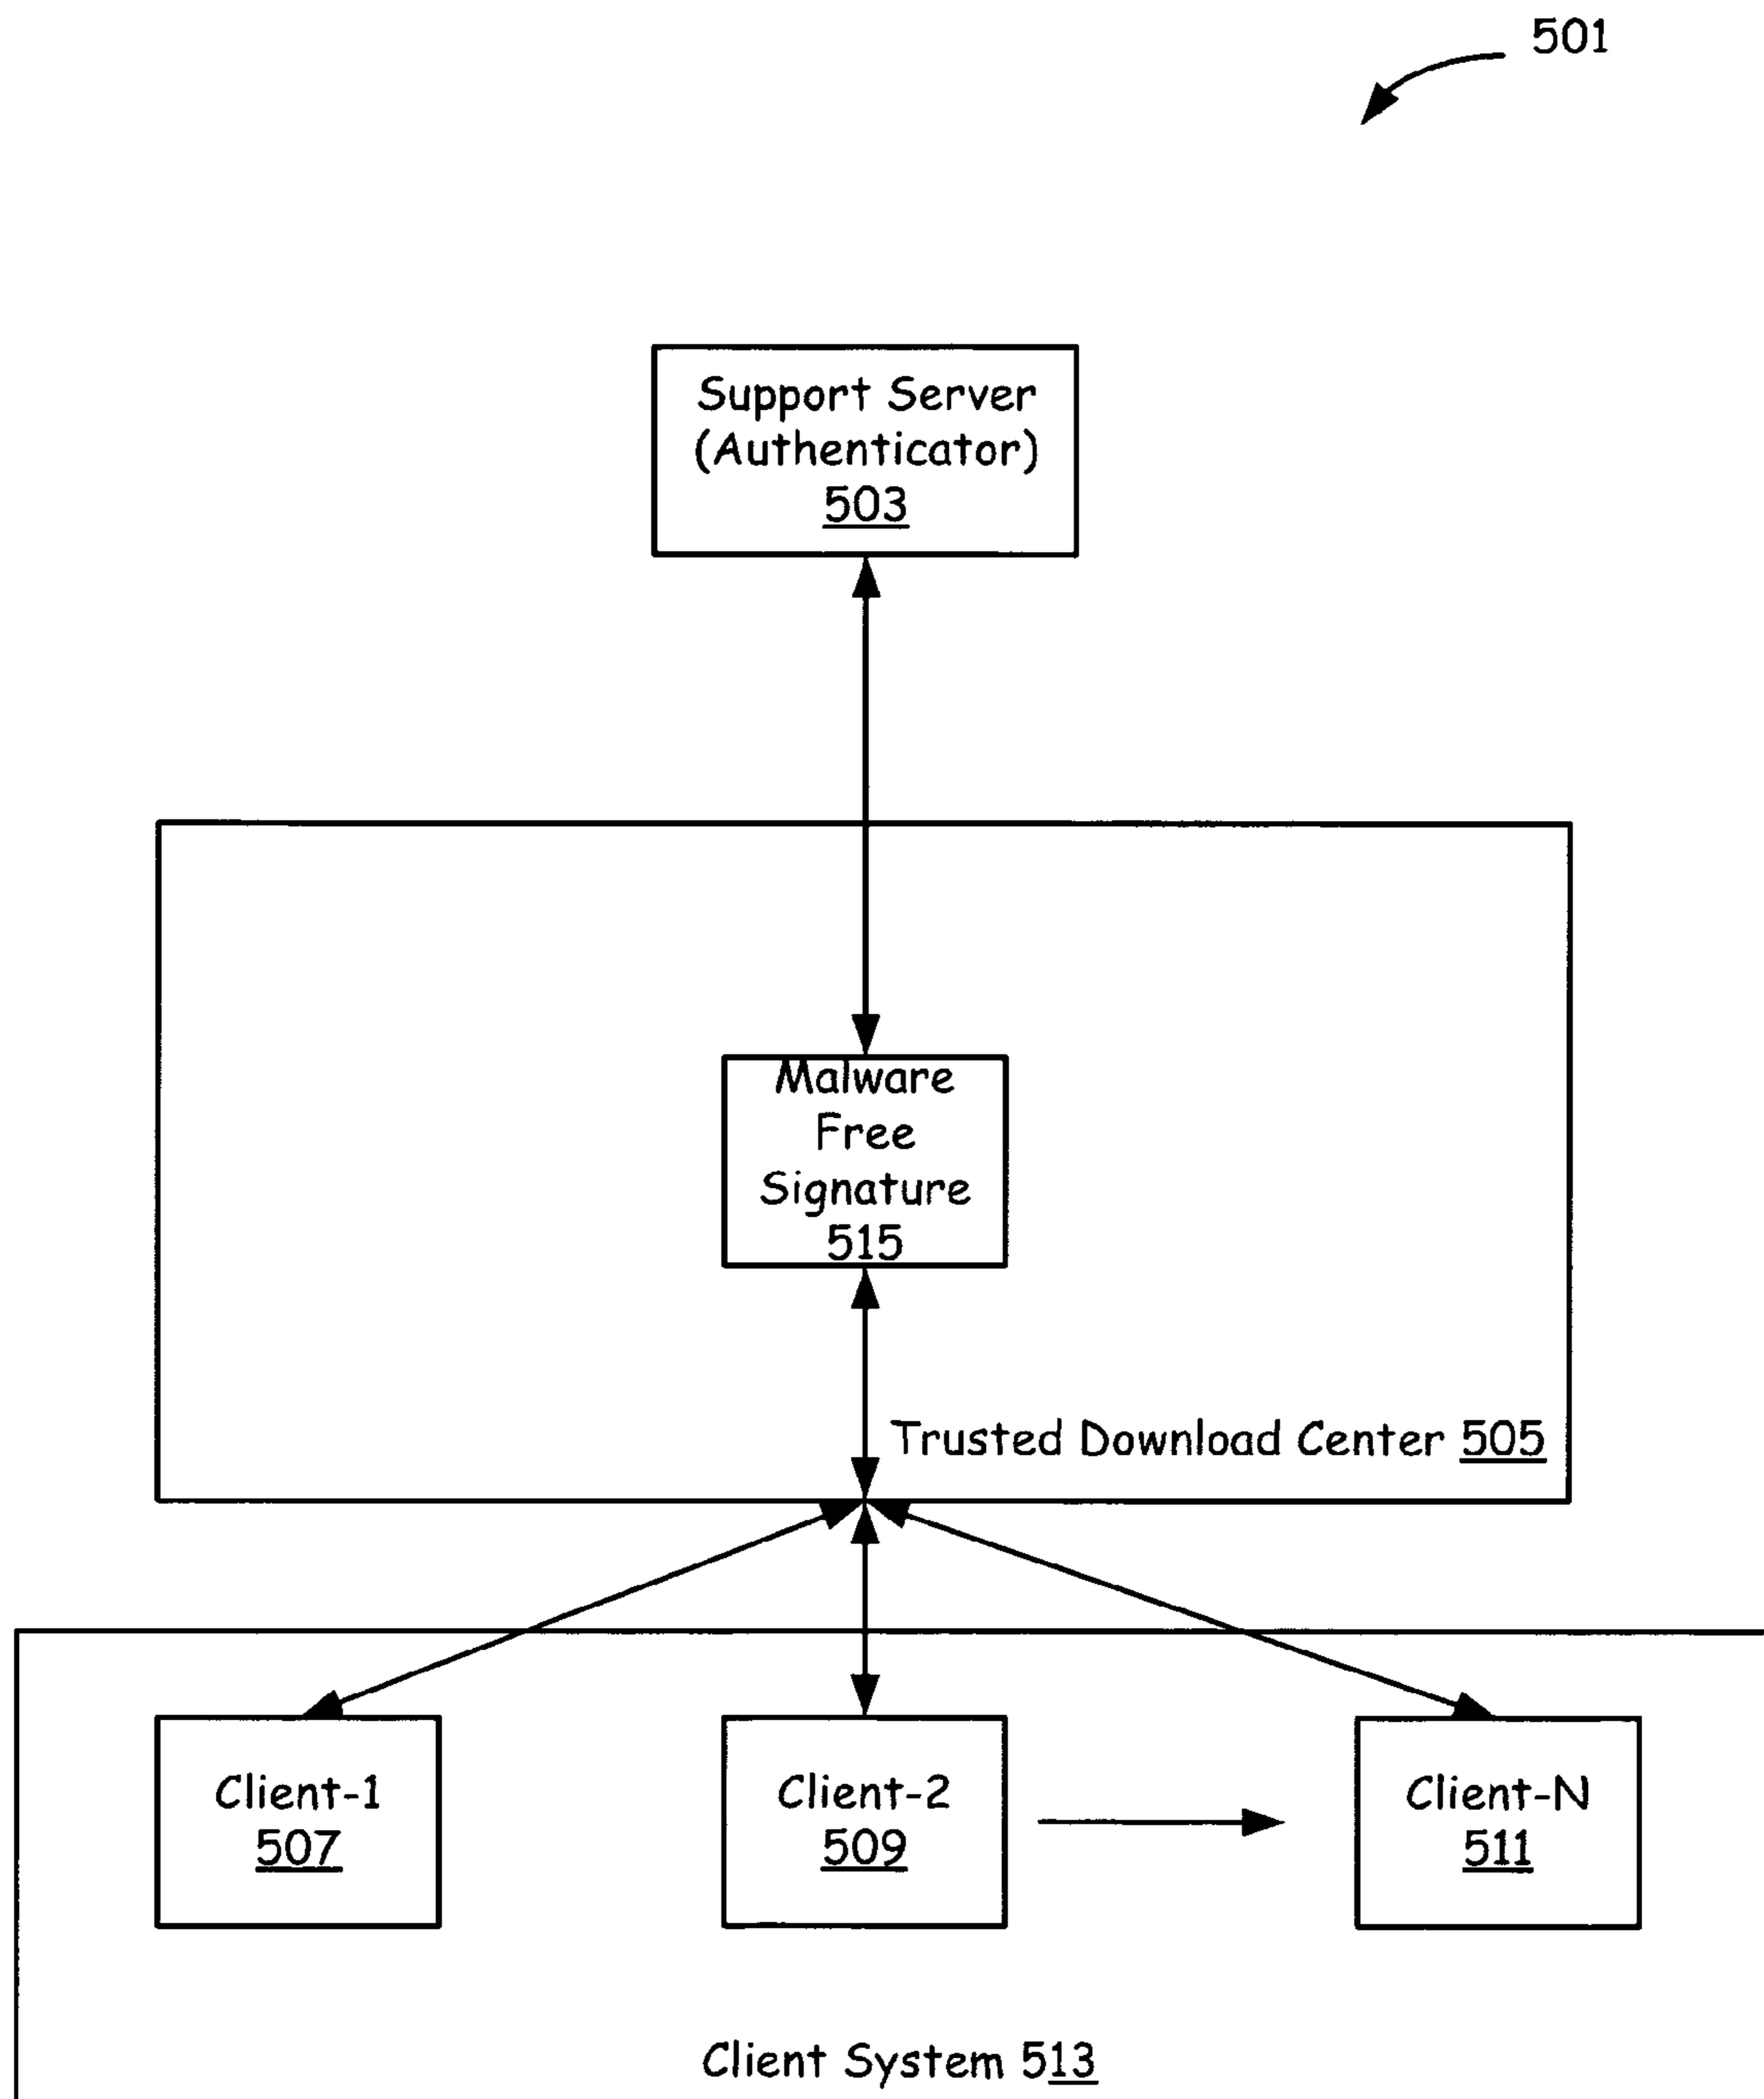 501
Support Server
(Authenticator)
503
Malware
Free
Signature
515
Trusted Download Center 505
Client-1
507
Client-2
509
Client-N
511
Client System 513